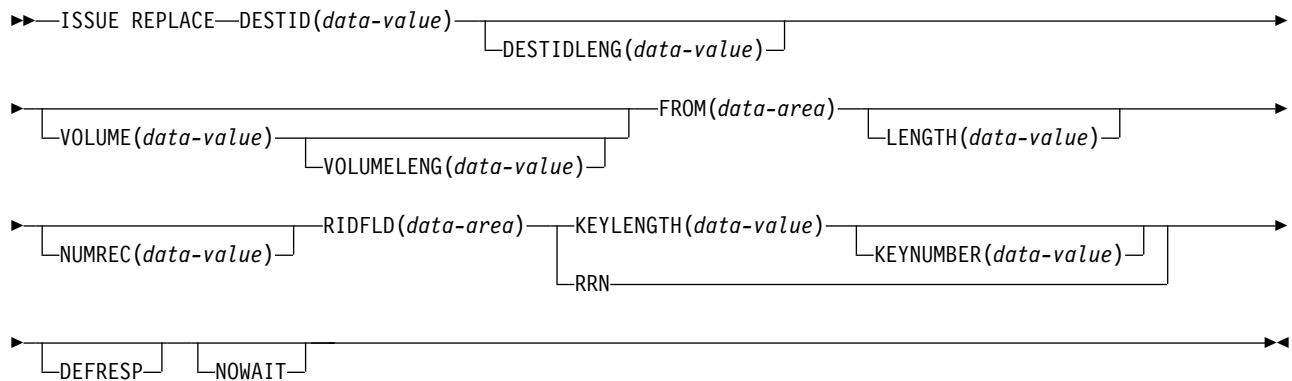 ISSUE REPLACE DESTID(data-value)
DESTIDLENG(data-value)
FROM(data-area)
VOLUME(data-value) LENGTH(data-value)
VOLUMELENG(data-value)
RIDFLD(data-area) KEYLENGTH(data-value)
NUMREC(data-value) KEYNUMBER(data-value)
RRN
DEFRESP NOWAIT